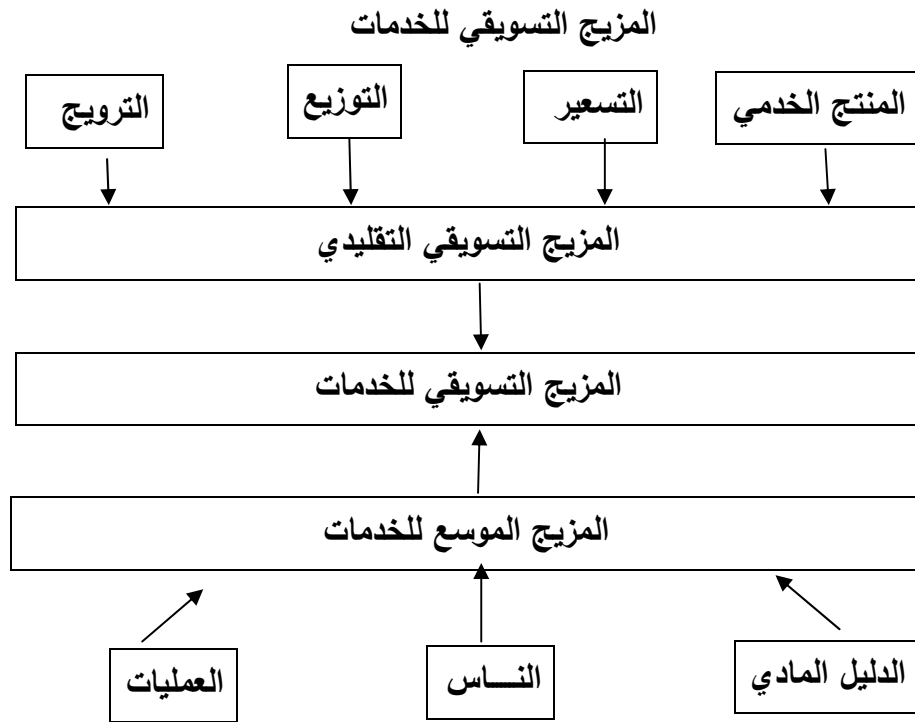 المزيج التسويقي للخدمات
المنتج الخدمي
التسعير
التوزيع
الترويج
المزيج التسويقي التقليدي
المزيج التسويقي للخدمات
المزيج الموسع للخدمات
الدليل المادي
النـــاس
العمليات